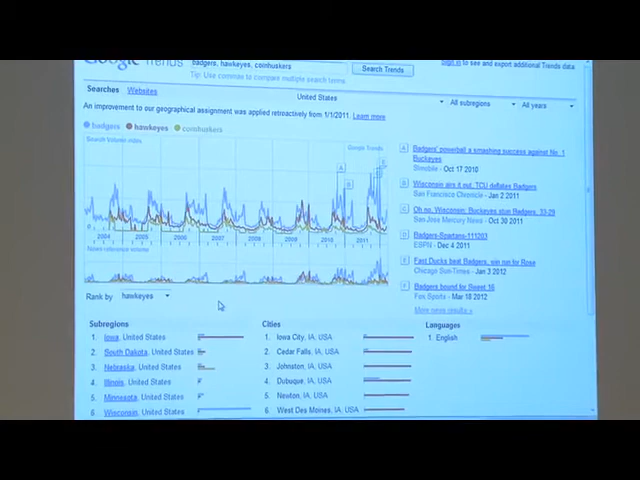 Google Trends
badgers, hawkeyes, cornhuskers
Search Trends
Tip: Use commas to compare multiple search terms.
Sign in to see and export additional Trends data
Searches Websites
United States
All subregions
All years
An improvement to our geographical assignment was applied retroactively from 1/1/2011. Learn more
badgers hawkeyes cornhuskers
Search Volume index
Google Trends
2004 2005 2006 2007 2008 2009 2010 2011
News reference volume
Rank by hawkeyes
A Badgers' powerball a smashing success against No. 1
Buckeyes
- Oct 17 2010
B Wisconsin airs it out, TCU deflates Badgers
San Francisco Chronicle - Jan 2 2011
C Oh no, Wisconsin; Buckeyes stun Badgers, 33-29
San Jose Mercury News - Oct 30 2011
D Badgers-Spartans-111203
ESPN - Dec 4 2011
E Fast Ducks beat Badgers, win run for Rose
Chicago Sun-Times - Jan 3 2012
F Badgers bound for Sweet 16
Fox Sports - Mar 18 2012
More news results »
Subregions
1. Iowa, United States
2. South Dakota, United States
3. Nebraska, United States
4. Illinois, United States
5. Minnesota, United States
6. Wisconsin, United States
Cities
1. Iowa City, IA, USA
2. Cedar Falls, IA, USA
3. Johnston, IA, USA
4. Dubuque, IA, USA
5. Newton, IA, USA
6. West Des Moines, IA, USA
Languages
1. English